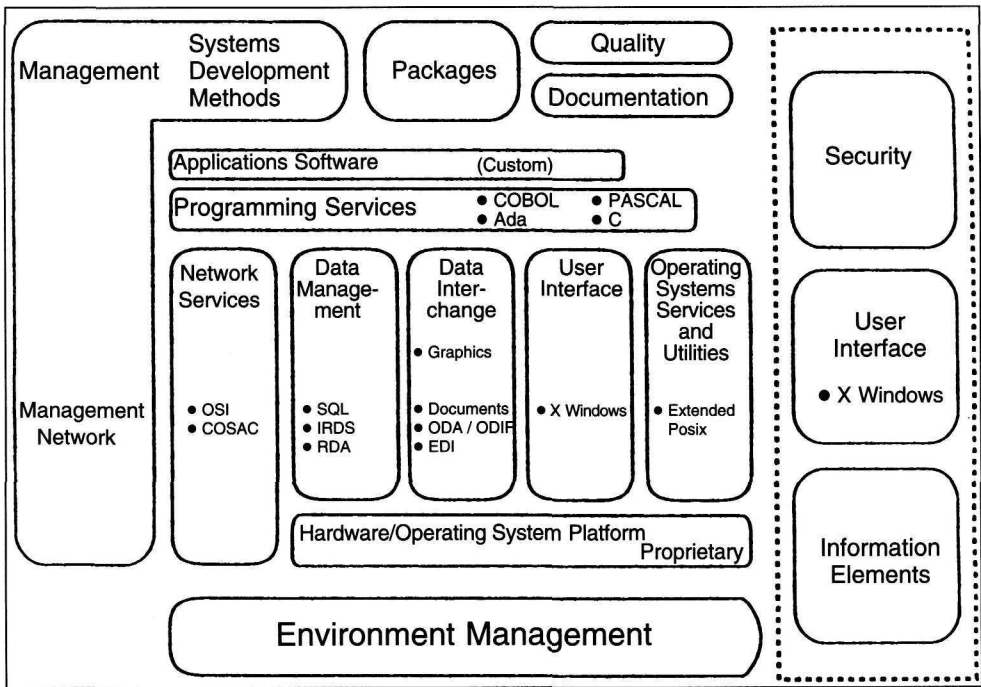 Management
Systems
Development
Methods
Packages
Quality
Documentation
Applications Software (Custom)
Programming Services
• COBOL • PASCAL
• Ada • C
Network
Services
• OSI
• COSAC
Data
Manage-
ment
• SQL
• IRDS
• RDA
Data
Inter-
change
• Graphics
• Documents
• ODA / ODIF
• EDI
User
Interface
• X Windows
Operating
Systems
Services
and
Utilities
• Extended
Posix
Management
Network
Hardware/Operating System Platform
Proprietary
Environment Management
Security
User
Interface
• X Windows
Information
Elements